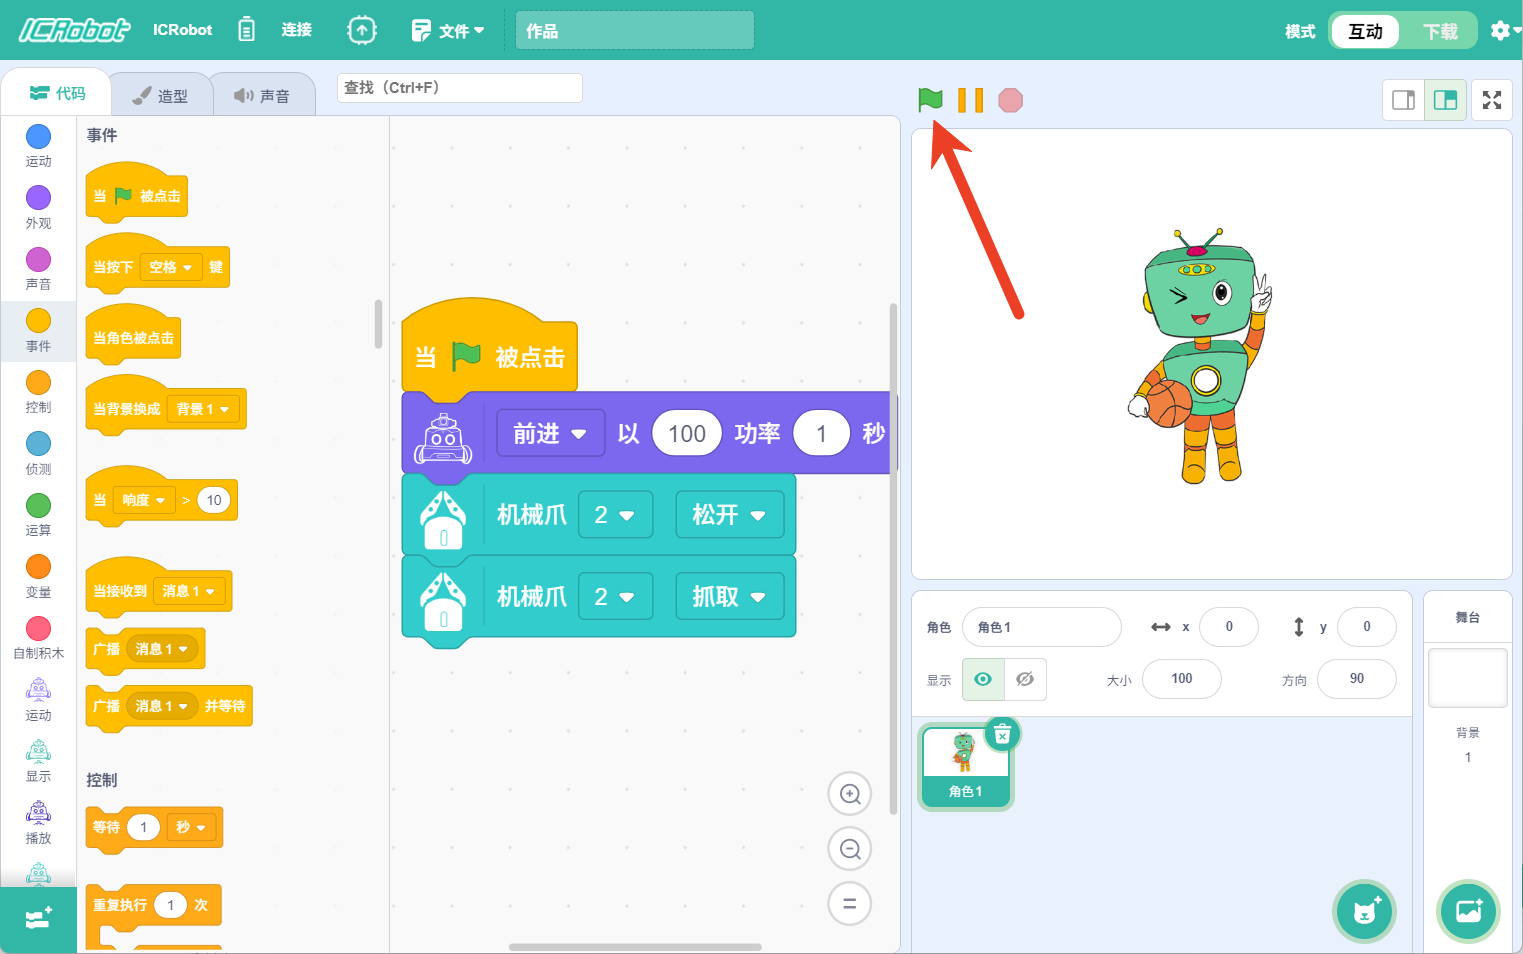 ICRobot
ICRobot
连接
文件
作品
模式
互动
下载
代码
造型
声音
查找（Ctrl+F）
运动
外观
声音
事件
控制
侦测
运算
变量
自制积木
运动
显示
播放
事件
当 被点击
当按下 空格 键
当角色被点击
当背景换成 背景 1
当 响度 > 10
当接收到 消息 1
广播 消息 1
广播 消息 1 并等待
控制
等待 1 秒
重复执行 1 次
当 被点击
前进 以 100 功率 1 秒
机械爪 2 松开
机械爪 2 抓取
角色 角色1 x 0 y 0
显示 大小 100 方向 90
角色1
舞台
背景
1